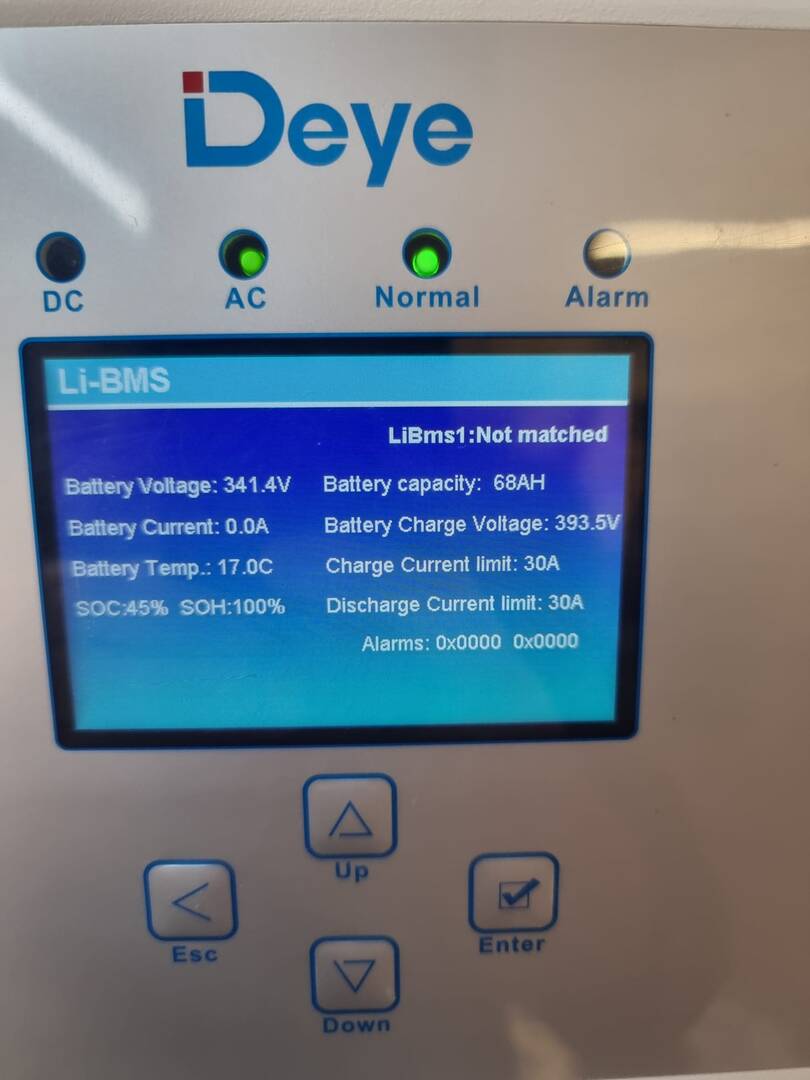 Deye
DC AC Normal Alarm
Li-BMS
LiBms1:Not matched
Battery Voltage: 341.4V Battery capacity: 68AH
Battery Current: 0.0A Battery Charge Voltage: 393.5V
Battery Temp.: 17.0C Charge Current limit: 30A
SOC:45% SOH:100% Discharge Current limit: 30A
Alarms: 0x0000 0x0000
Up
Esc
Enter
Down